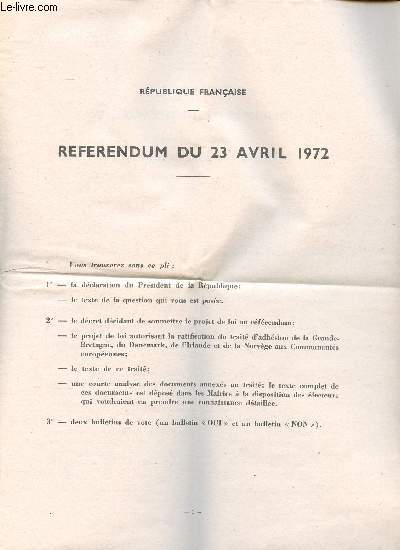 Le-livre.com
RÉPUBLIQUE FRANÇAISE
REFERENDUM DU 23 AVRIL 1972
Vous trouverez sous ce pli :
1° — la déclaration du Président de la République;
— le texte de la question qui vous est posée.
2° — le décret décidant de soumettre le projet de loi au référendum;
— le projet de loi autorisant la ratification du traité d'adhésion de la Grande-
Bretagne, du Danemark, de l'Irlande et de la Norvège aux Communautés
européennes;
— le texte de ce traité;
— une courte analyse des documents annexés au traité; le texte complet de
ces documents est déposé dans les Mairies à la disposition des électeurs
qui voudraient en prendre une connaissance détaillée.
3° — deux bulletins de vote (un bulletin « OUI » et un bulletin « NON »).
— 1 —